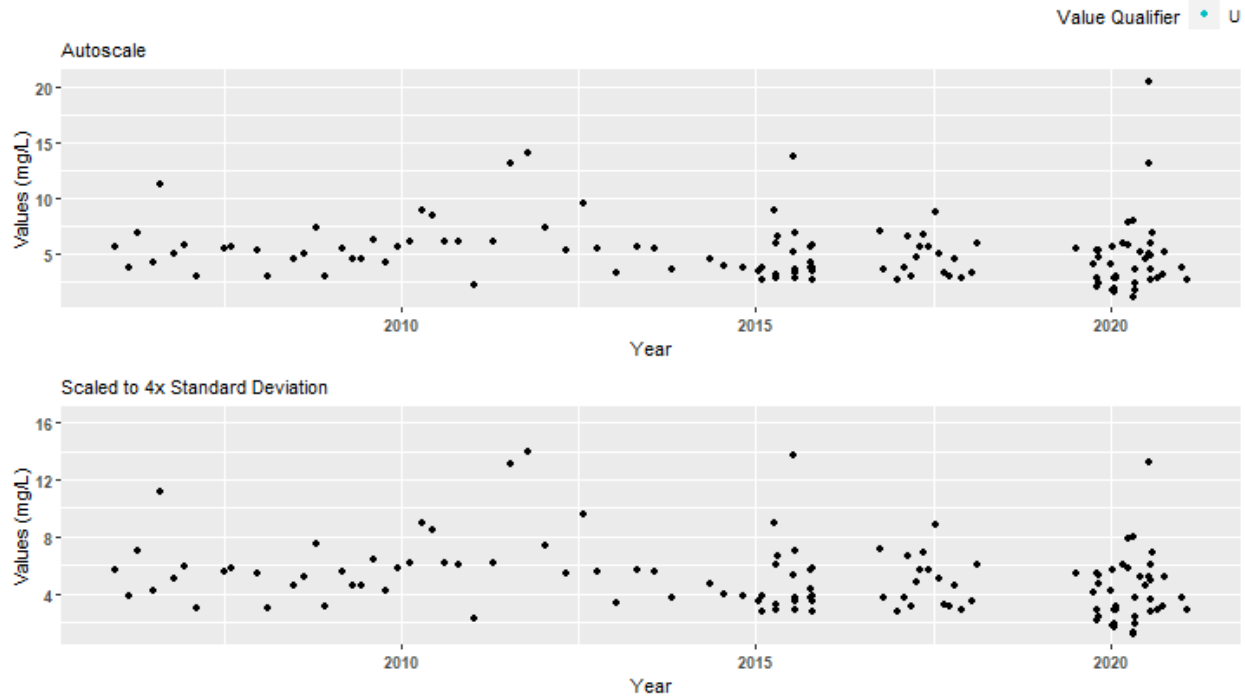 Value Qualifier U
Autoscale
Values (mg/L)
20
15
10
5
2010 2015 2020
Year
Scaled to 4x Standard Deviation
Values (mg/L)
16
12
8
4
2010 2015 2020
Year